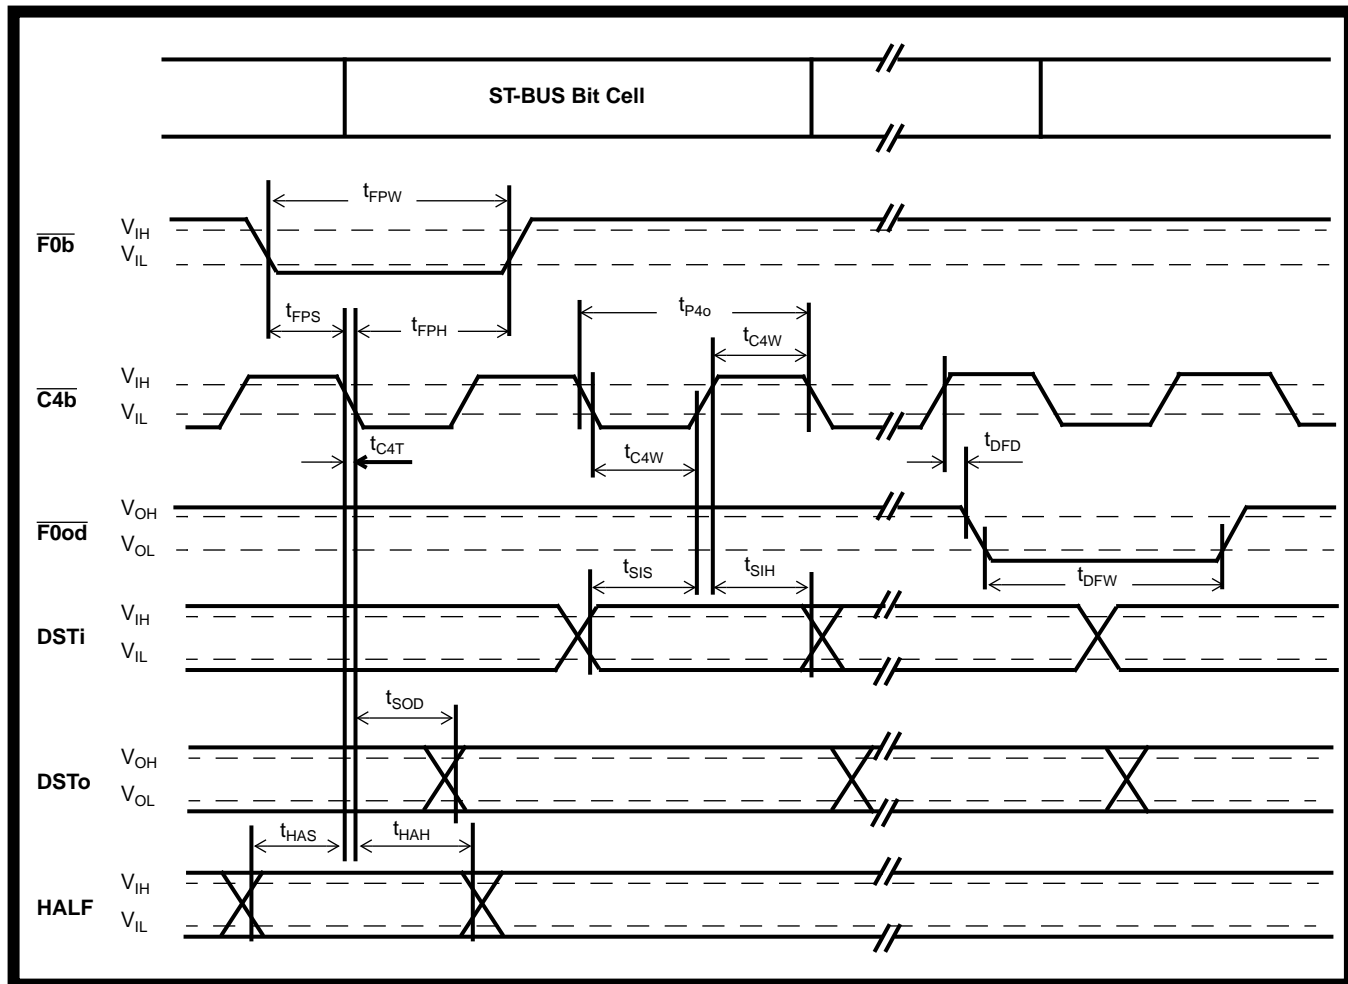 ST-BUS Bit Cell
tFPW
F0b
VIH
VIL
tFPS
tFPH
tP4o
tC4W
C4b
VIH
VIL
tC4T
tC4W
tDFD
F0od
VOH
VOL
tSIS
tSIH
tDFW
DSTi
VIH
VIL
tSOD
DSTo
VOH
VOL
tHAS
tHAH
HALF
VIH
VIL